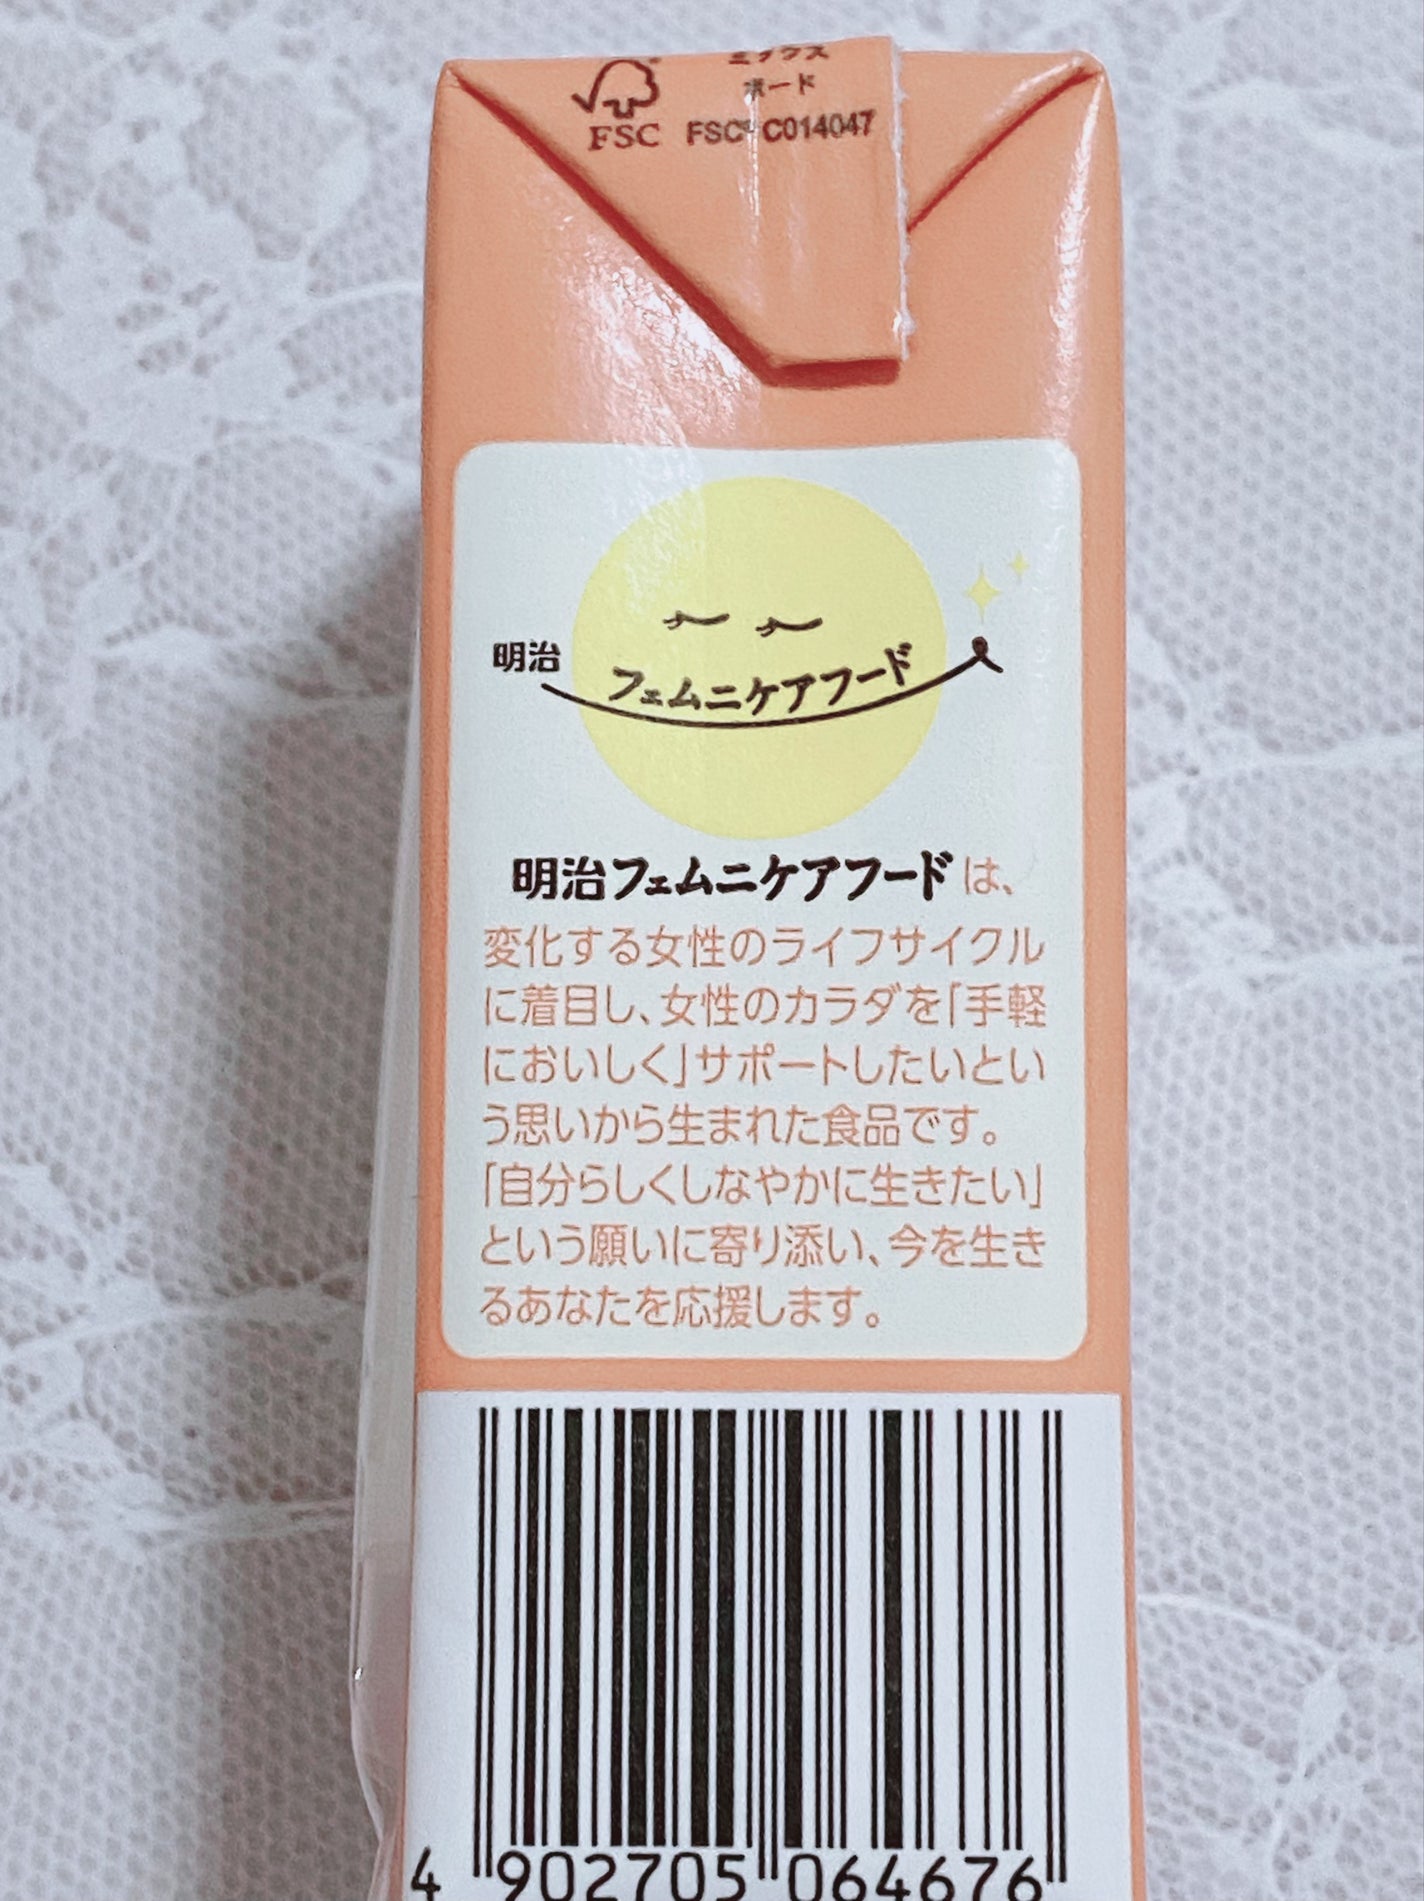 ミックス
ボード
FSC
FSC® C014047
明治
フェムニケアフード
明治フェムニケアフードは、
変化する女性のライフサイクル
に着目し、女性のカラダを「手軽
においしく」サポートしたいとい
う思いから生まれた食品です。
「自分らしくしなやかに生きたい」
という願いに寄り添い、今を生き
るあなたを応援します。
4 902705 064676